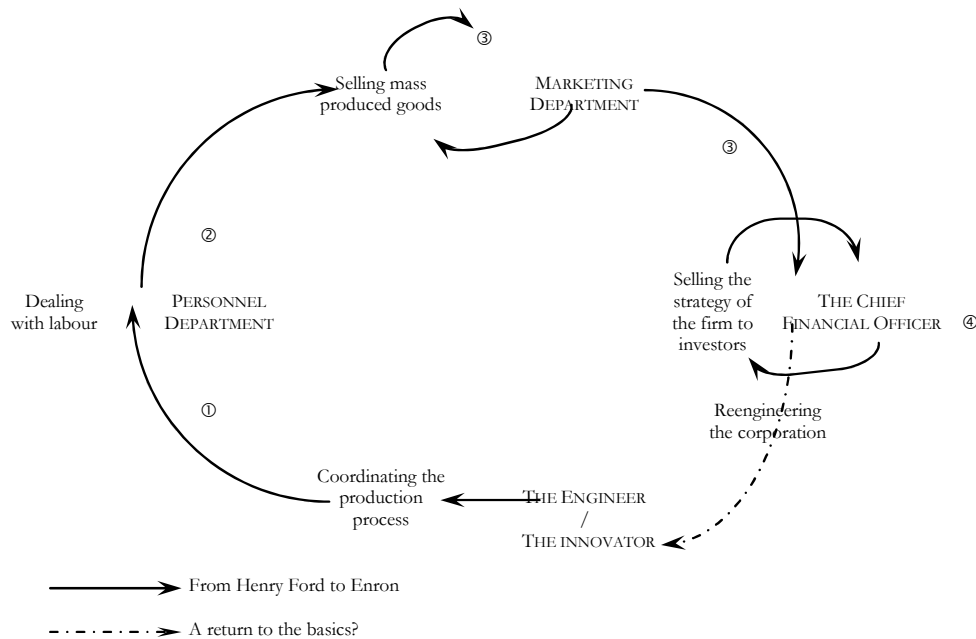 ③
Selling mass
produced goods
MARKETING
DEPARTMENT
③
②
Dealing
with labour
PERSONNEL
DEPARTMENT
Selling the
strategy of
the firm to
investors
THE CHIEF
FINANCIAL OFFICER
④
①
Reengineering
the corporation
Coordinating the
production
process
THE ENGINEER
/
THE INNOVATOR
From Henry Ford to Enron
A return to the basics?